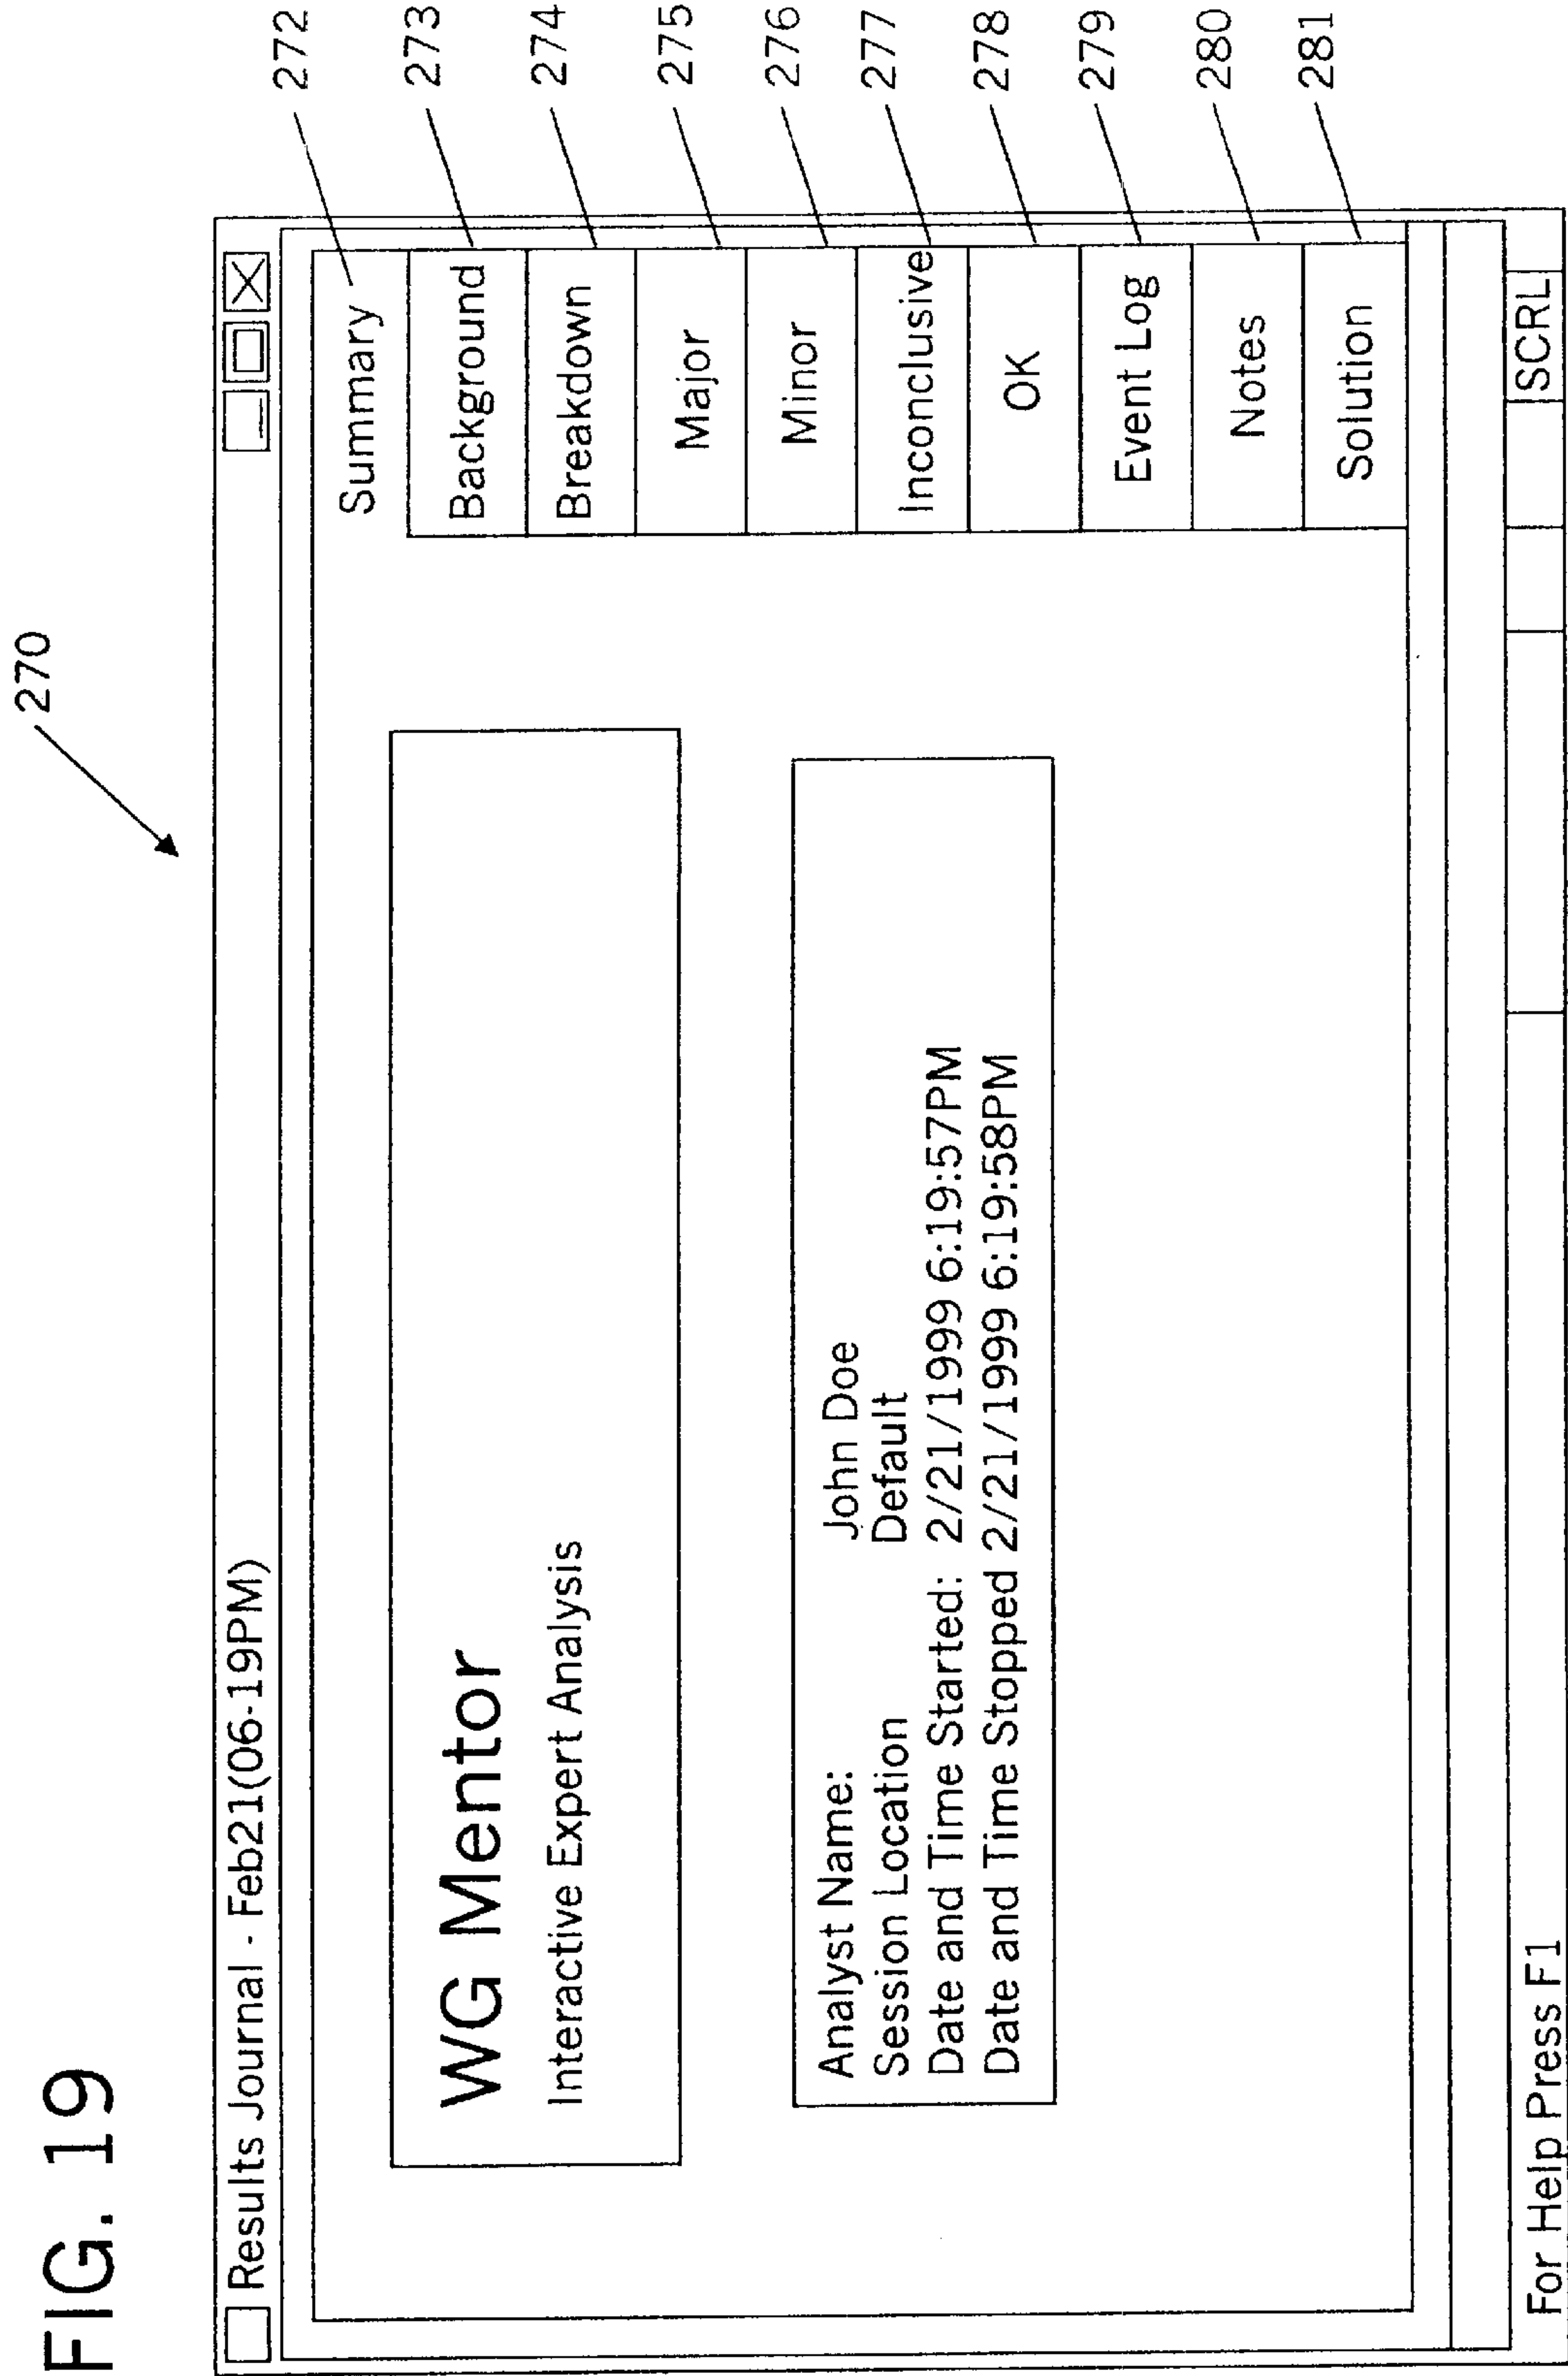 FIG. 19
270
Results Journal - Feb21(06-19PM)
WG Mentor
Interactive Expert Analysis
Analyst Name: John Doe
Session Location Default
Date and Time Started: 2/21/1999 6:19:57PM
Date and Time Stopped 2/21/1999 6:19:58PM
Summary 272
Background 273
Breakdown 274
Major 275
Minor 276
Inconclusive 277
OK 278
Event Log 279
Notes 280
Solution 281
For Help Press F1
SCRL